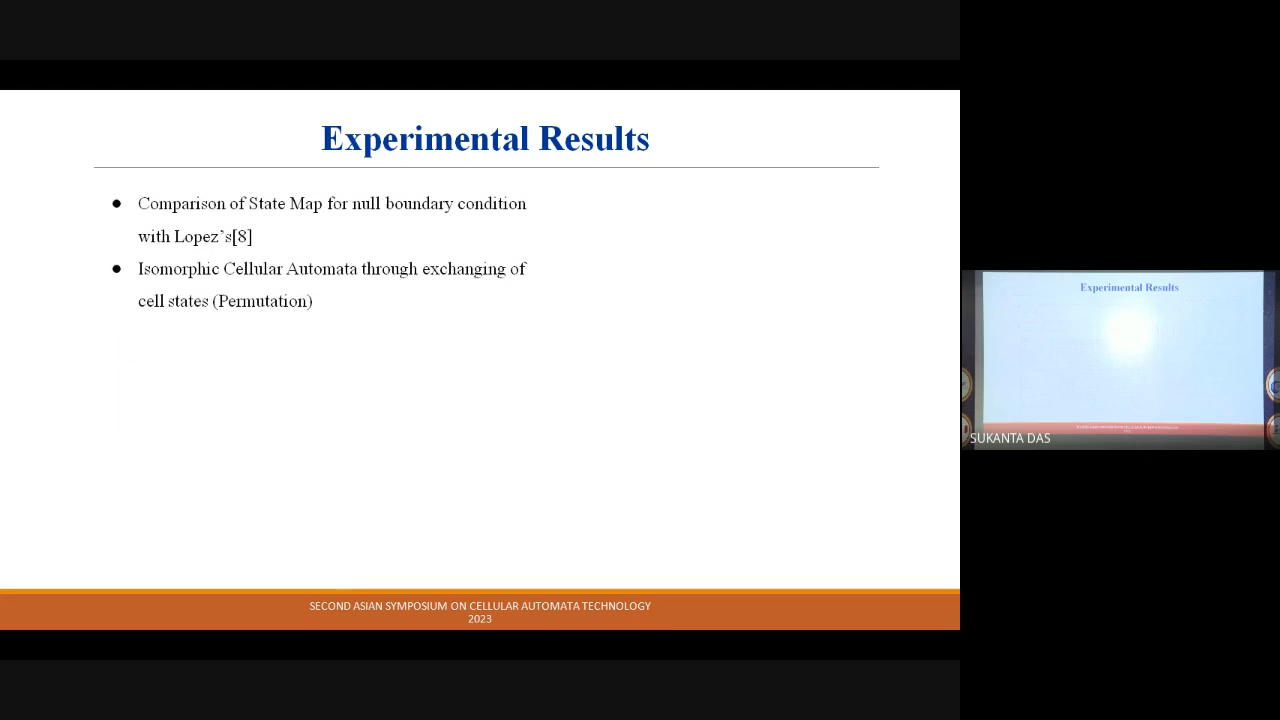 Experimental Results
● Comparison of State Map for null boundary condition
with Lopez's[8]
● Isomorphic Cellular Automata through exchanging of
cell states (Permutation)
SECOND ASIAN SYMPOSIUM ON CELLULAR AUTOMATA TECHNOLOGY
2023
Experimental Results
SUKANTA DAS